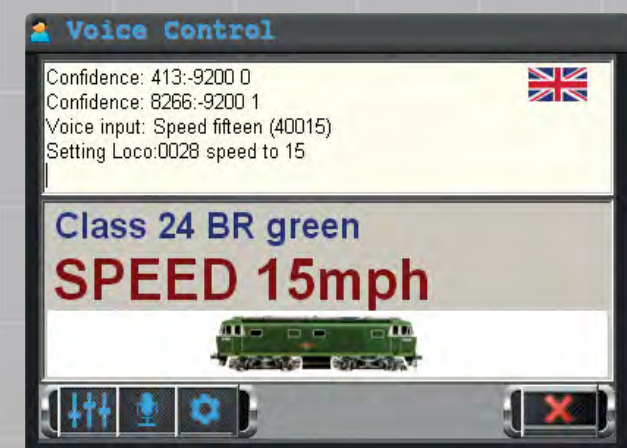 Voice Control
Confidence: 413:-9200 0
Confidence: 8266:-9200 1
Voice input: Speed fifteen (40015)
Setting Loco:0028 speed to 15
Class 24 BR green
SPEED 15mph